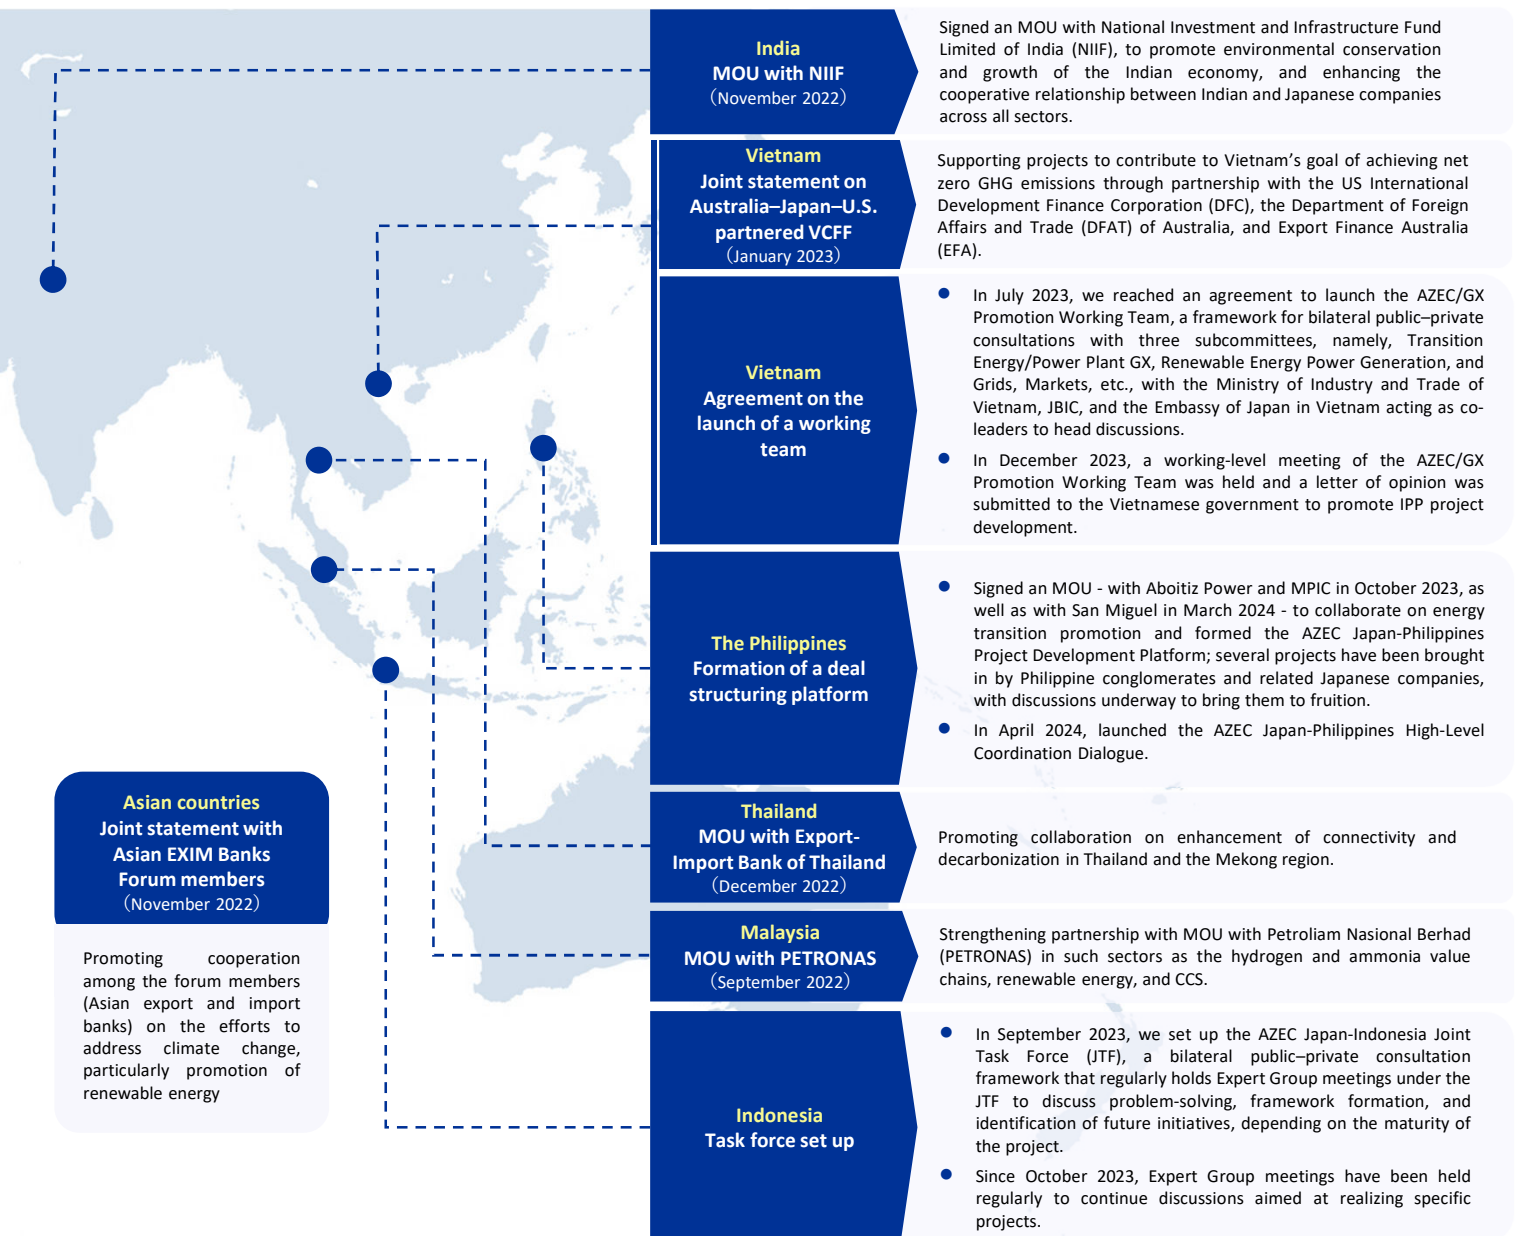 India
MOU with NIIF
（November 2022）
Signed an MOU with National Investment and Infrastructure Fund
Limited of India (NIIF), to promote environmental conservation
and growth of the Indian economy, and enhancing the
cooperative relationship between Indian and Japanese companies
across all sectors.
Vietnam
Joint statement on
Australia–Japan–U.S.
partnered VCFF
（January 2023）
Supporting projects to contribute to Vietnam’s goal of achieving net
zero GHG emissions through partnership with the US International
Development Finance Corporation (DFC), the Department of Foreign
Affairs and Trade (DFAT) of Australia, and Export Finance Australia
(EFA).
Vietnam
Agreement on the
launch of a working
team
● In July 2023, we reached an agreement to launch the AZEC/GX
Promotion Working Team, a framework for bilateral public–private
consultations with three subcommittees, namely, Transition
Energy/Power Plant GX, Renewable Energy Power Generation, and
Grids, Markets, etc., with the Ministry of Industry and Trade of
Vietnam, JBIC, and the Embassy of Japan in Vietnam acting as co-
leaders to head discussions.
● In December 2023, a working-level meeting of the AZEC/GX
Promotion Working Team was held and a letter of opinion was
submitted to the Vietnamese government to promote IPP project
development.
The Philippines
Formation of a deal
structuring platform
● Signed an MOU - with Aboitiz Power and MPIC in October 2023, as
well as with San Miguel in March 2024 - to collaborate on energy
transition promotion and formed the AZEC Japan-Philippines
Project Development Platform; several projects have been brought
in by Philippine conglomerates and related Japanese companies,
with discussions underway to bring them to fruition.
● In April 2024, launched the AZEC Japan-Philippines High-Level
Coordination Dialogue.
Thailand
MOU with Export-
Import Bank of Thailand
（December 2022）
Promoting collaboration on enhancement of connectivity and
decarbonization in Thailand and the Mekong region.
Malaysia
MOU with PETRONAS
（September 2022）
Strengthening partnership with MOU with Petroliam Nasional Berhad
(PETRONAS) in such sectors as the hydrogen and ammonia value
chains, renewable energy, and CCS.
Indonesia
Task force set up
● In September 2023, we set up the AZEC Japan-Indonesia Joint
Task Force (JTF), a bilateral public–private consultation
framework that regularly holds Expert Group meetings under the
JTF to discuss problem-solving, framework formation, and
identification of future initiatives, depending on the maturity of
the project.
● Since October 2023, Expert Group meetings have been held
regularly to continue discussions aimed at realizing specific
projects.
Asian countries
Joint statement with
Asian EXIM Banks
Forum members
（November 2022）
Promoting cooperation
among the forum members
(Asian export and import
banks) on the efforts to
address climate change,
particularly promotion of
renewable energy